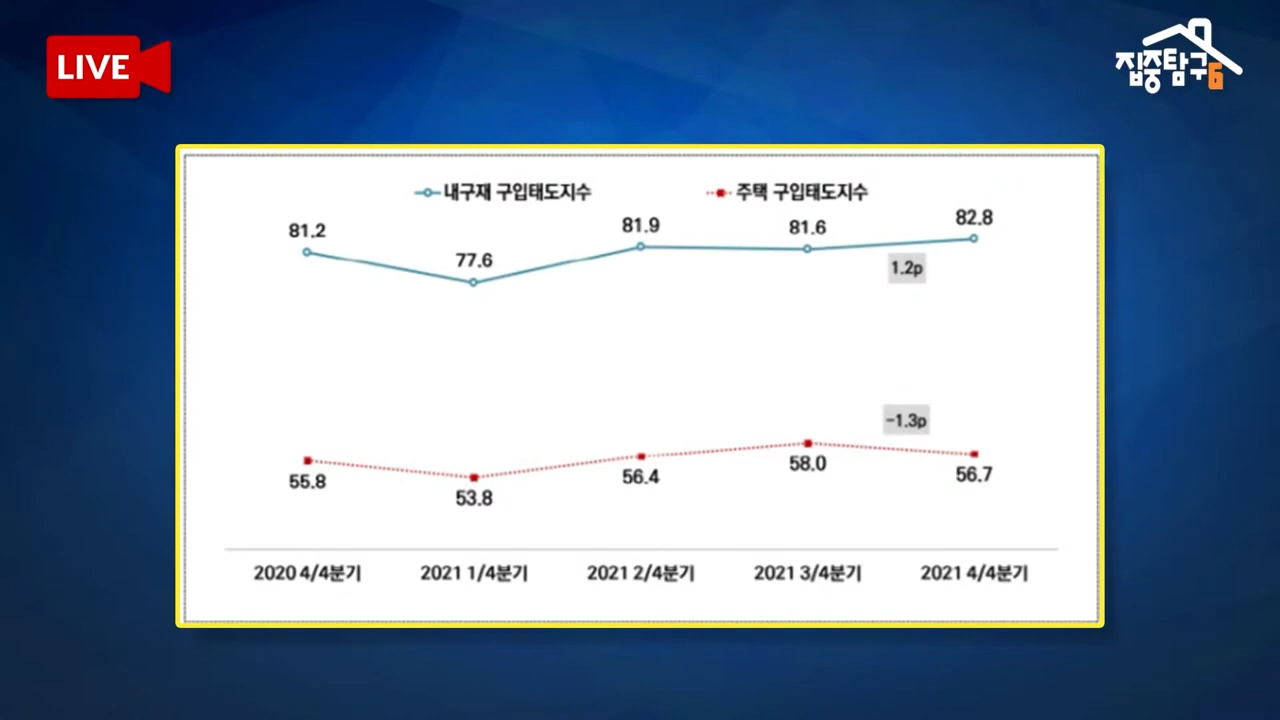 LIVE
집중탐구6
내구재 구입태도지수
주택 구입태도지수
81.2
77.6
81.9
81.6
82.8
1.2p
-1.3p
55.8
53.8
56.4
58.0
56.7
2020 4/4분기
2021 1/4분기
2021 2/4분기
2021 3/4분기
2021 4/4분기